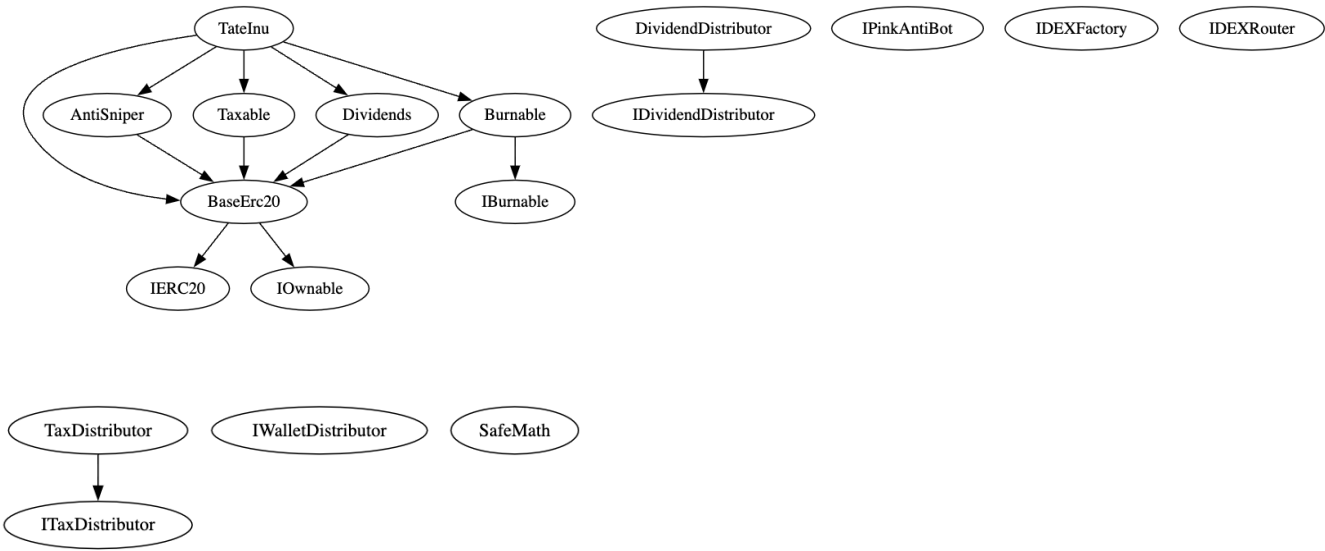 TateInu
DividendDistributor
IPinkAntiBot
IDEXFactory
IDEXRouter
AntiSniper
Taxable
Dividends
Burnable
IDividendDistributor
BaseErc20
IBurnable
IERC20
IOwnable
TaxDistributor
IWalletDistributor
SafeMath
ITaxDistributor